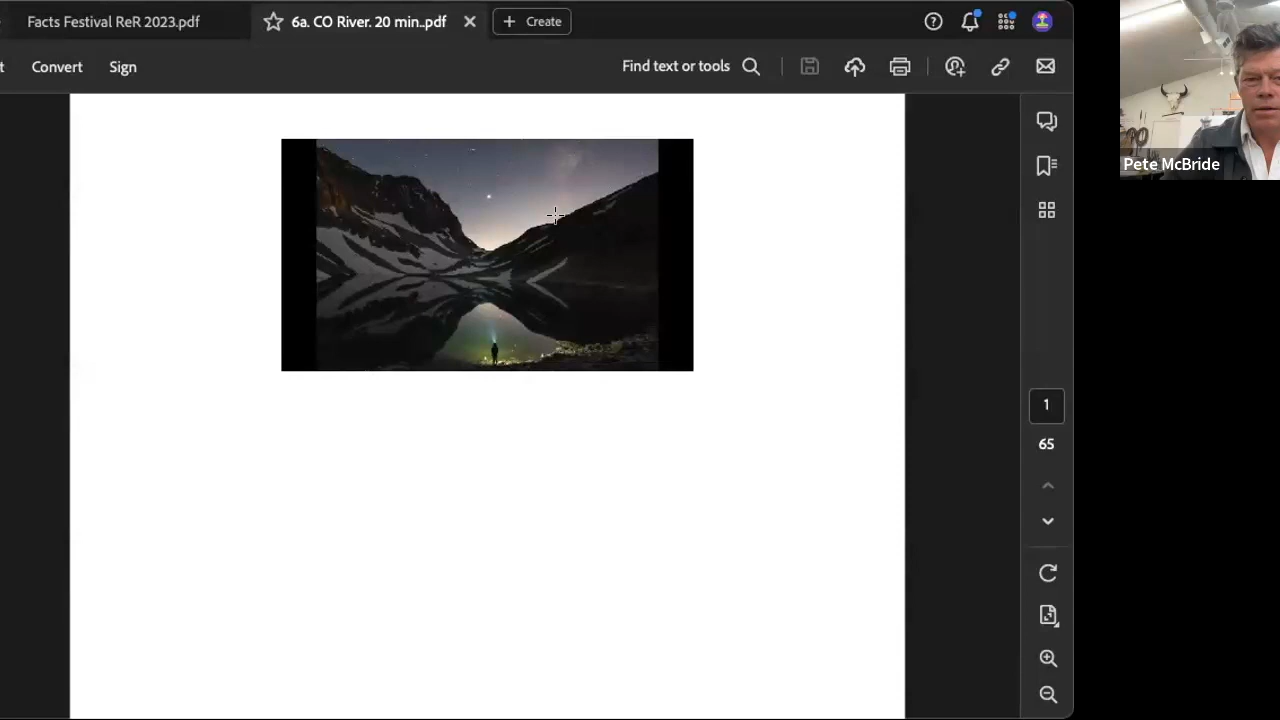 Facts Festival ReR 2023.pdf
6a. CO River. 20 min..pdf
Create
t
Convert
Sign
Find text or tools
Pete McBride
1
65